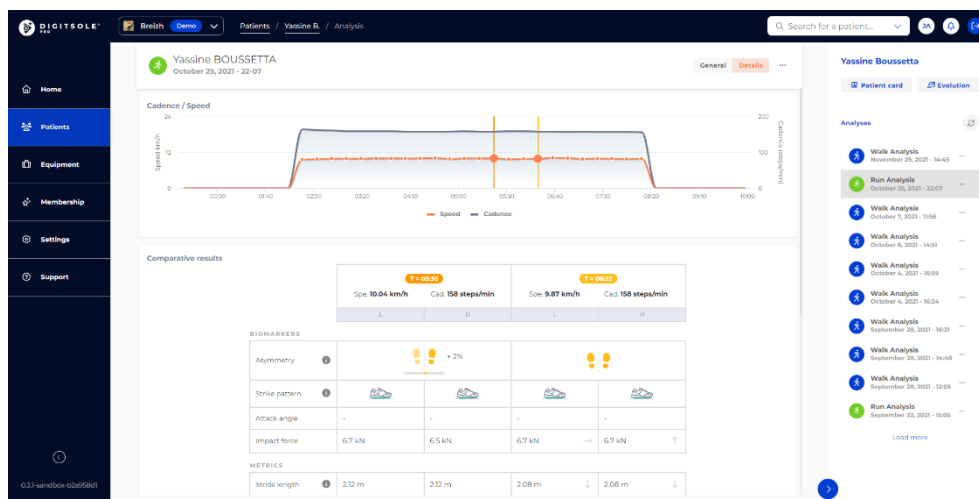 DIGITSOLE
PRO
Breizh Demo
Patients / Yassine B. / Analysis
Search for a patient...
JA
Home
Patients
Equipment
Membership
Settings
Support
0.3.1-sandbox-b2a958d1
Yassine BOUSSETTA
October 25, 2021 - 22-07
General Details ...
Cadence / Speed
24 200
12 100
0 0
Speed km/h
Cadence (steps/min)
00:50 01:40 02:30 03:20 04:10 05:00 05:50 06:40 07:30 08:20 09:10 10:00
Speed Cadence
Comparative results
T = 05:36 T = 06:22
Spe. 10.04 km/h Cad. 158 steps/min Spe. 9.87 km/h Cad. 158 steps/min
L R L R
BIOMARKERS
Asymmetry + 2%
Strike pattern
Attack angle - - - -
Impact force 6.7 kN 6.5 kN 6.7 kN → 6.7 kN ↑
METRICS
Stride length 2.12 m 2.12 m 2.08 m ↓ 2.08 m ↓
Yassine Boussetta
Patient card Evolution
Analyses
Walk Analysis
November 29, 2021 - 14:45
Run Analysis
October 25, 2021 - 22:07
Walk Analysis
October 7, 2021 - 11:56
Walk Analysis
October 6, 2021 - 14:51
Walk Analysis
October 4, 2021 - 16:59
Walk Analysis
October 4, 2021 - 16:24
Walk Analysis
September 28, 2021 - 16:21
Walk Analysis
September 28, 2021 - 14:48
Walk Analysis
September 28, 2021 - 12:05
Run Analysis
September 22, 2021 - 15:05
Load more